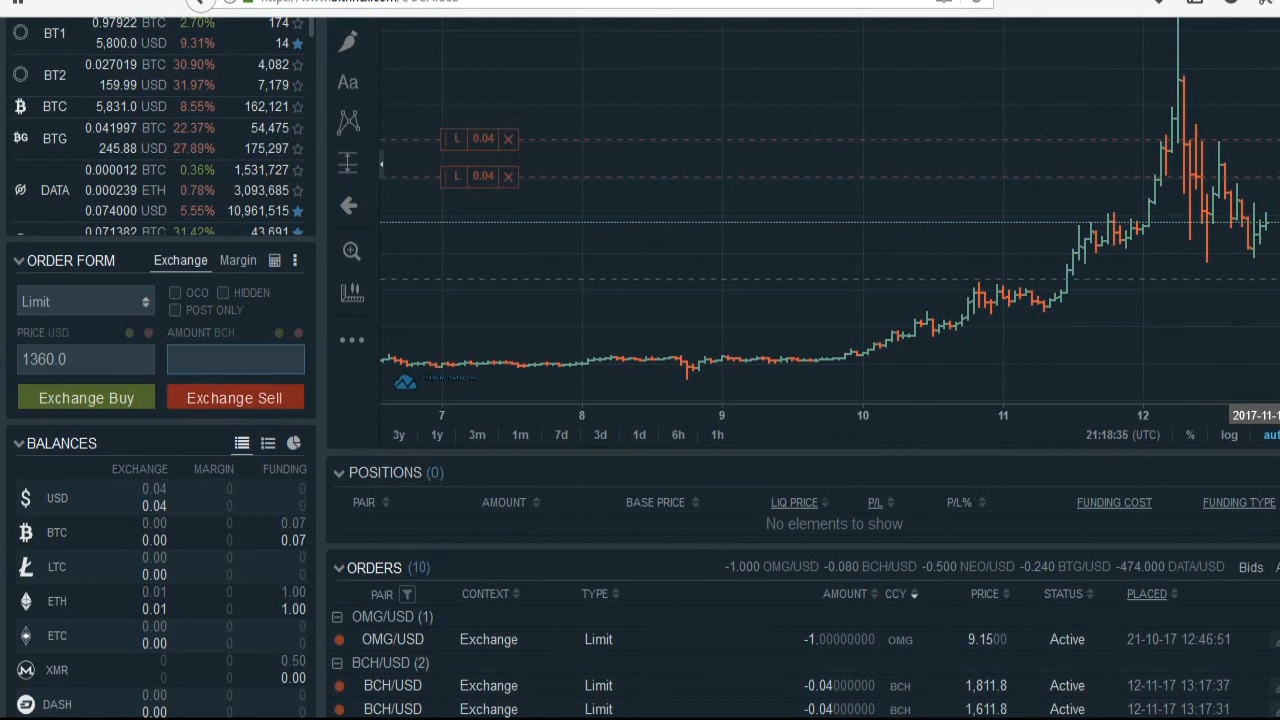 0.97922 BTC 2.70% 174
BT1
5,800.0 USD 9.31% 14
0.027019 BTC 30.90% 4,082
BT2
159.99 USD 31.97% 7,179
BTC 5,831.0 USD 8.55% 162,121
0.041997 BTC 22.37% 54,475
BTG
245.88 USD 27.89% 175,297
0.000012 BTC 0.36% 1,531,727
DATA 0.000239 ETH 0.78% 3,093,685
0.074000 USD 5.55% 10,961,515
0.071382 BTC 31.42% 43,691
ORDER FORM Exchange Margin
Limit OCO HIDDEN
POST ONLY
PRICE USD AMOUNT BCH
1360.0
Exchange Buy Exchange Sell
BALANCES
EXCHANGE MARGIN FUNDING
0.04 0 0
USD
0.04 0 0
0.00 0 0.07
BTC
0.00 0 0.07
0.00 0 0
LTC
0.00 0 0.00
0.01 0 1.00
ETH
0.01 0 1.00
0.00 0 0
ETC
0.00 0 0.00
0 0 0.50
XMR
0.00 0 0.00
0.00 0 0
DASH
0.00 0 0.00
Aa
L 0.04
L 0.04
7 8 9 10 11 12 2017-11-1
3y 1y 3m 1m 7d 3d 1d 6h 1h 21:18:35 (UTC) % log aut
POSITIONS (0)
PAIR AMOUNT BASE PRICE LIQ PRICE P/L P/L% FUNDING COST FUNDING TYPE
No elements to show
ORDERS (10) -1.000 OMG/USD -0.080 BCH/USD -0.500 NEO/USD -0.240 BTG/USD -474.000 DATA/USD Bids A
PAIR CONTEXT TYPE AMOUNT CCY PRICE STATUS PLACED
OMG/USD (1)
OMG/USD Exchange Limit -1.00000000 OMG 9.1500 Active 21-10-17 12:46:51
BCH/USD (2)
BCH/USD Exchange Limit -0.04000000 BCH 1,811.8 Active 12-11-17 13:17:37
BCH/USD Exchange Limit -0.04000000 BCH 1,611.8 Active 12-11-17 13:17:31